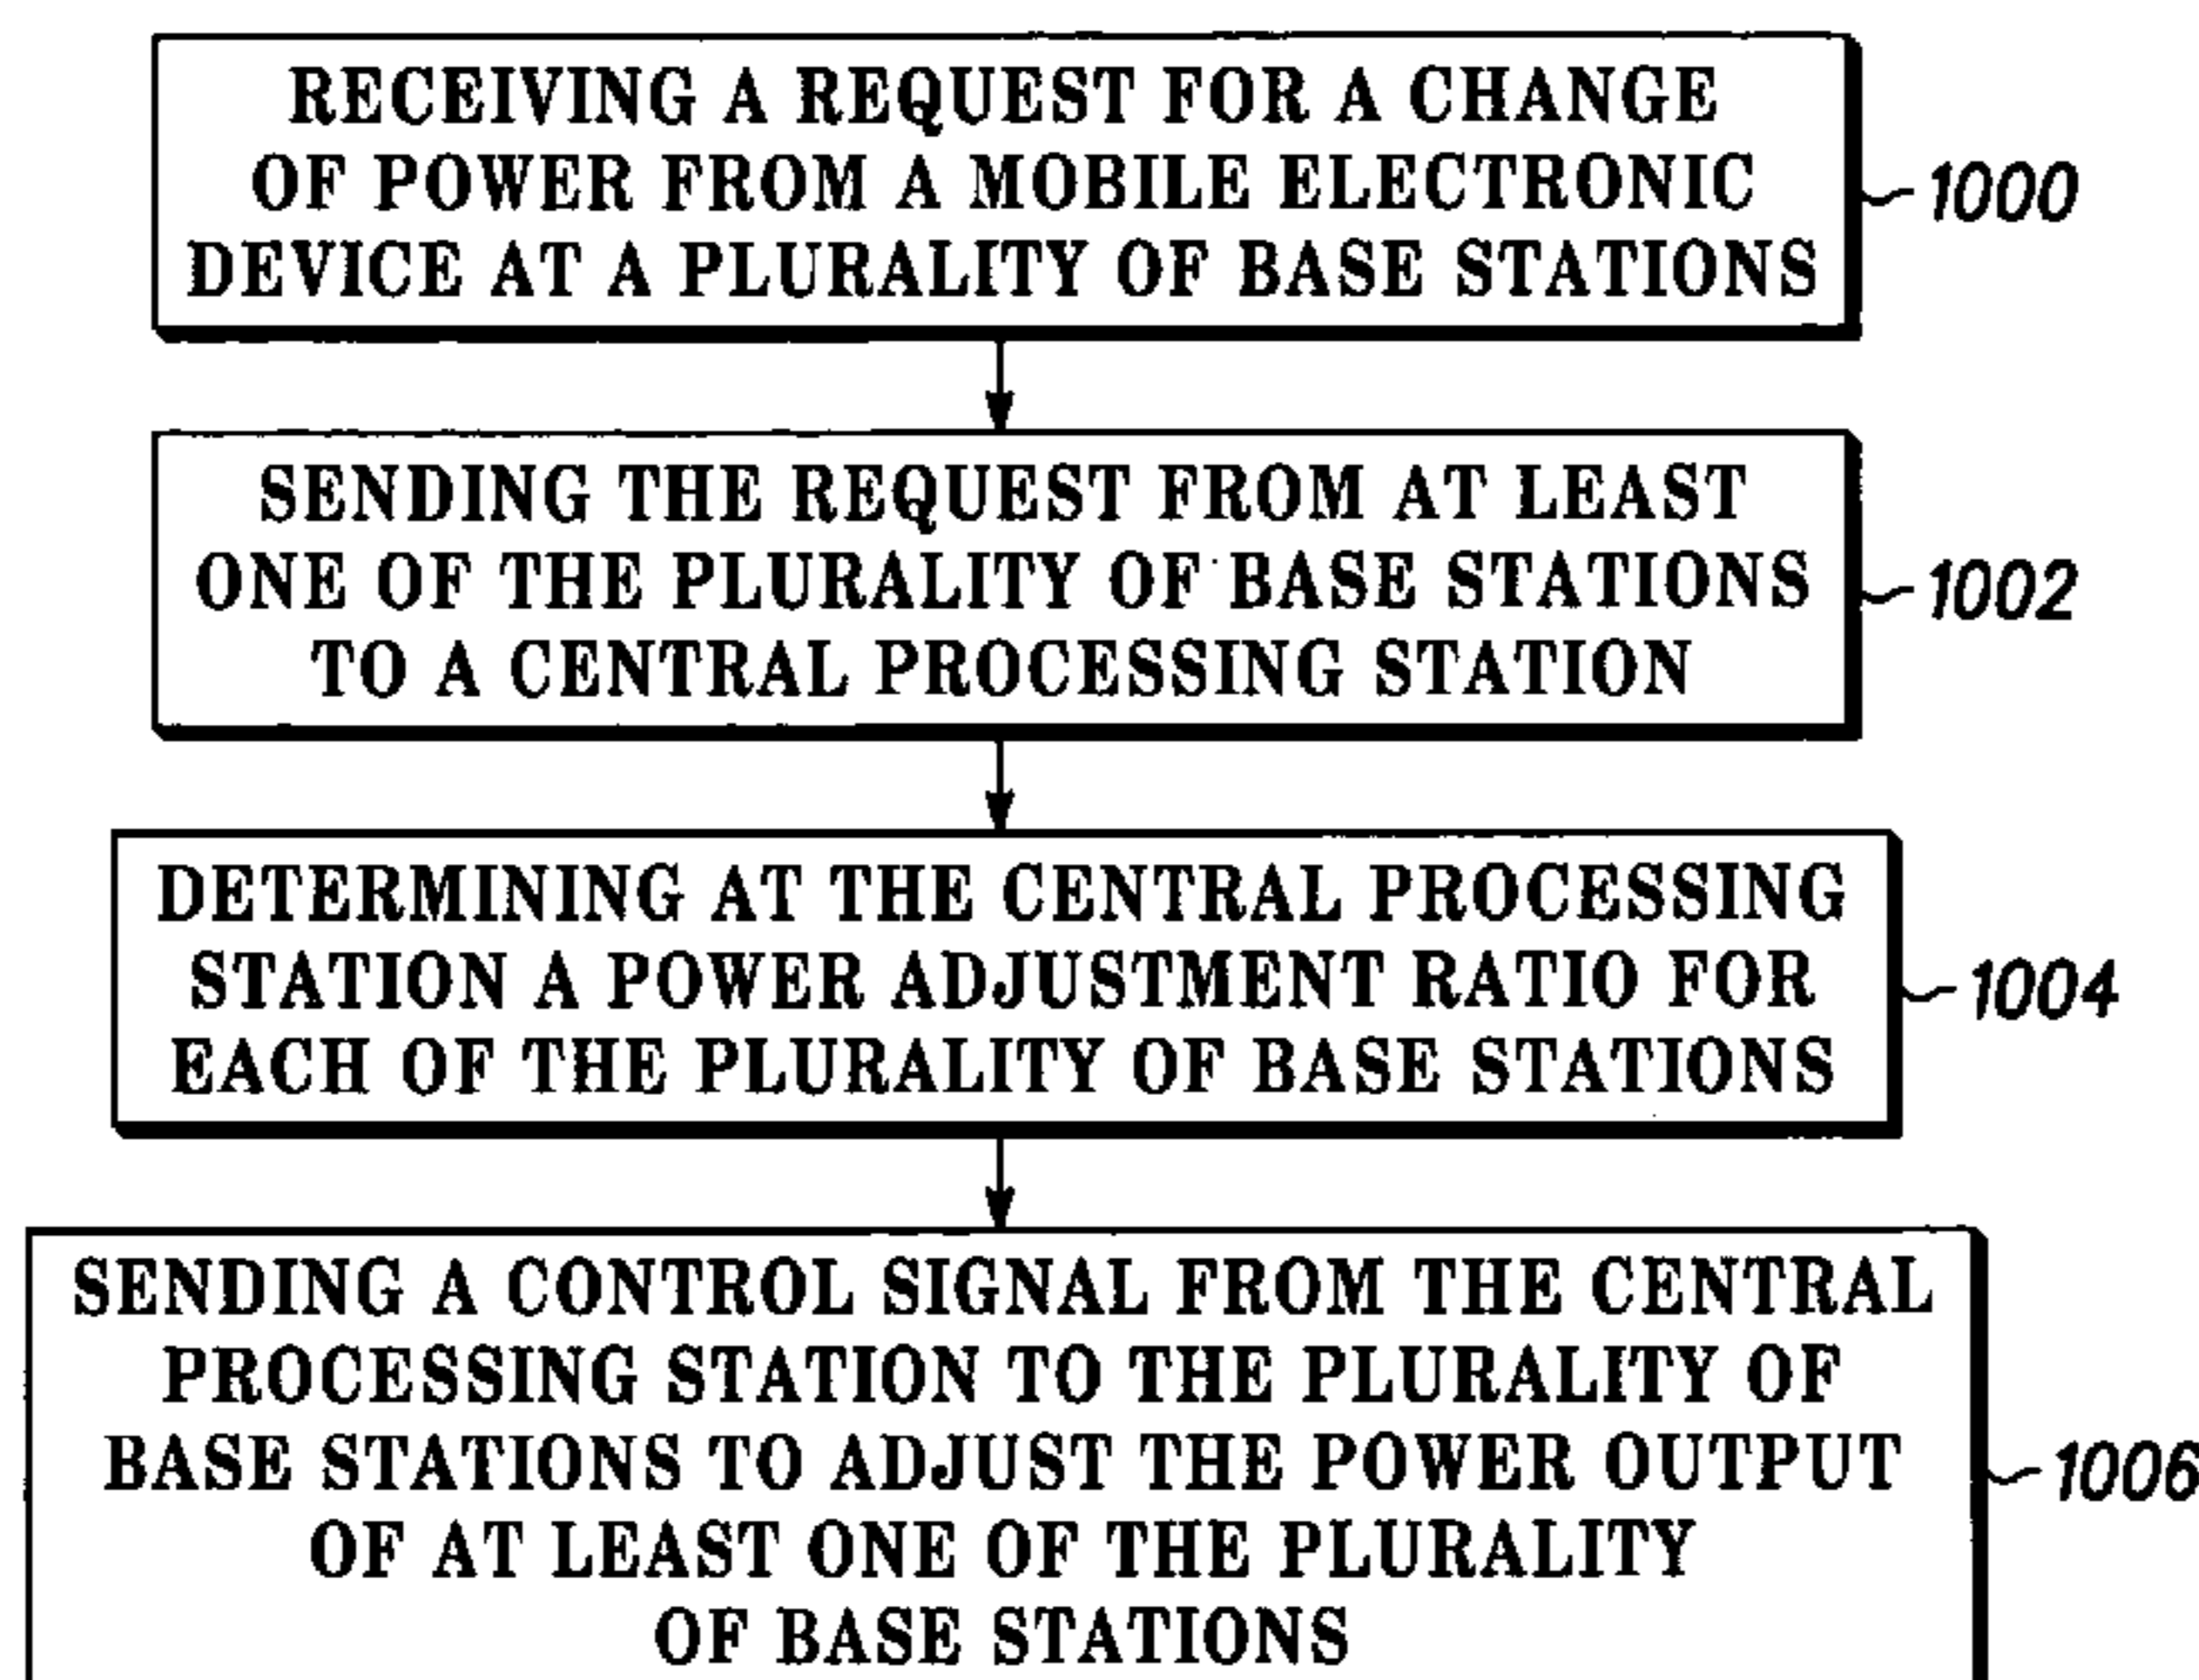 RECEIVING A REQUEST FOR A CHANGE
OF POWER FROM A MOBILE ELECTRONIC
DEVICE AT A PLURALITY OF BASE STATIONS
1000
SENDING THE REQUEST FROM AT LEAST
ONE OF THE PLURALITY OF BASE STATIONS
TO A CENTRAL PROCESSING STATION
1002
DETERMINING AT THE CENTRAL PROCESSING
STATION A POWER ADJUSTMENT RATIO FOR
EACH OF THE PLURALITY OF BASE STATIONS
1004
SENDING A CONTROL SIGNAL FROM THE CENTRAL
PROCESSING STATION TO THE PLURALITY OF
BASE STATIONS TO ADJUST THE POWER OUTPUT
OF AT LEAST ONE OF THE PLURALITY
OF BASE STATIONS
1006